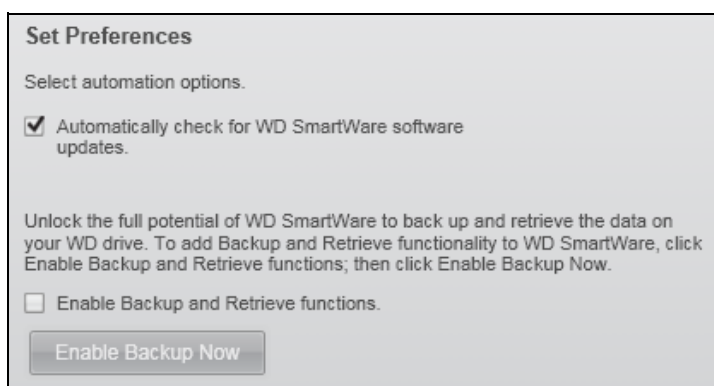 Set Preferences
Select automation options.
Automatically check for WD SmartWare software
updates.
Unlock the full potential of WD SmartWare to back up and retrieve the data on
your WD drive. To add Backup and Retrieve functionality to WD SmartWare, click
Enable Backup and Retrieve functions; then click Enable Backup Now.
Enable Backup and Retrieve functions.
Enable Backup Now